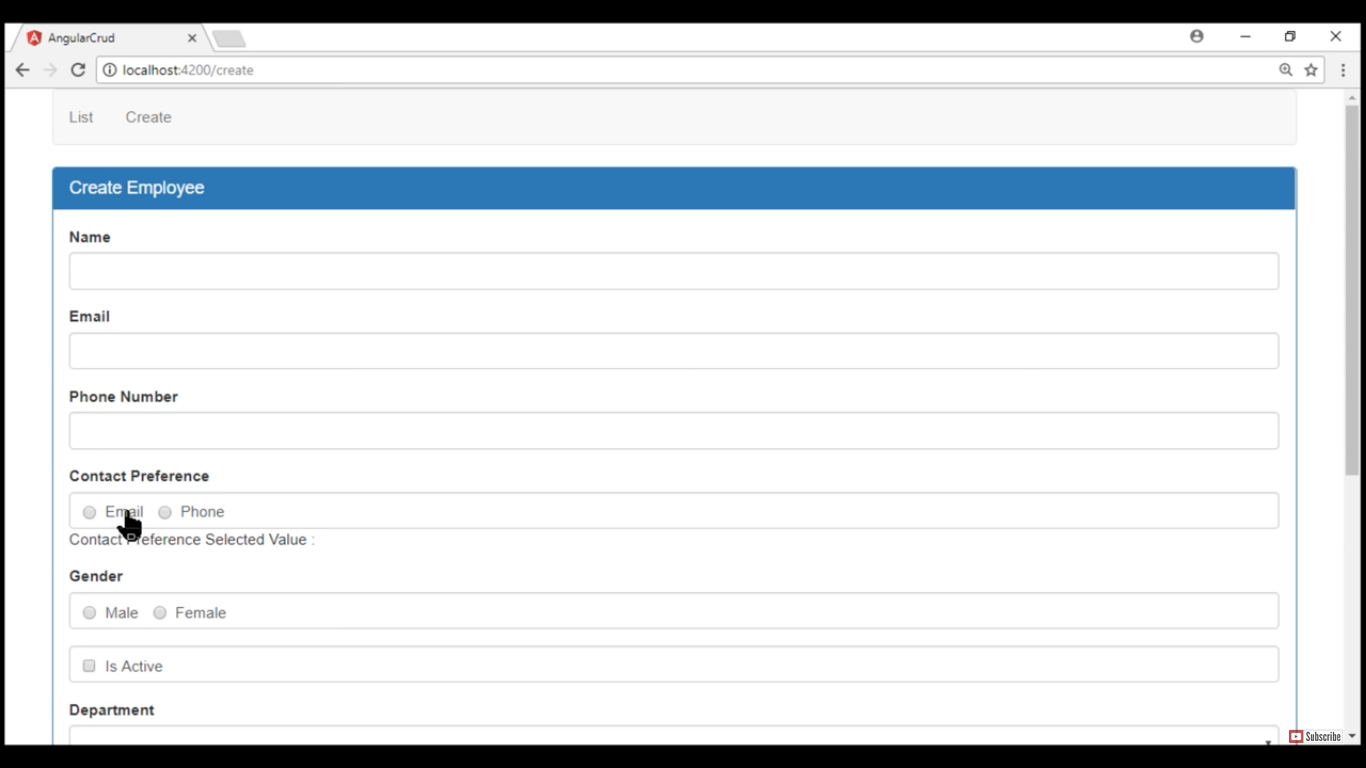 AngularCrud
localhost:4200/create
List Create
Create Employee
Name
Email
Phone Number
Contact Preference
Email Phone
Contact Preference Selected Value :
Gender
Male Female
Is Active
Department
Subscribe